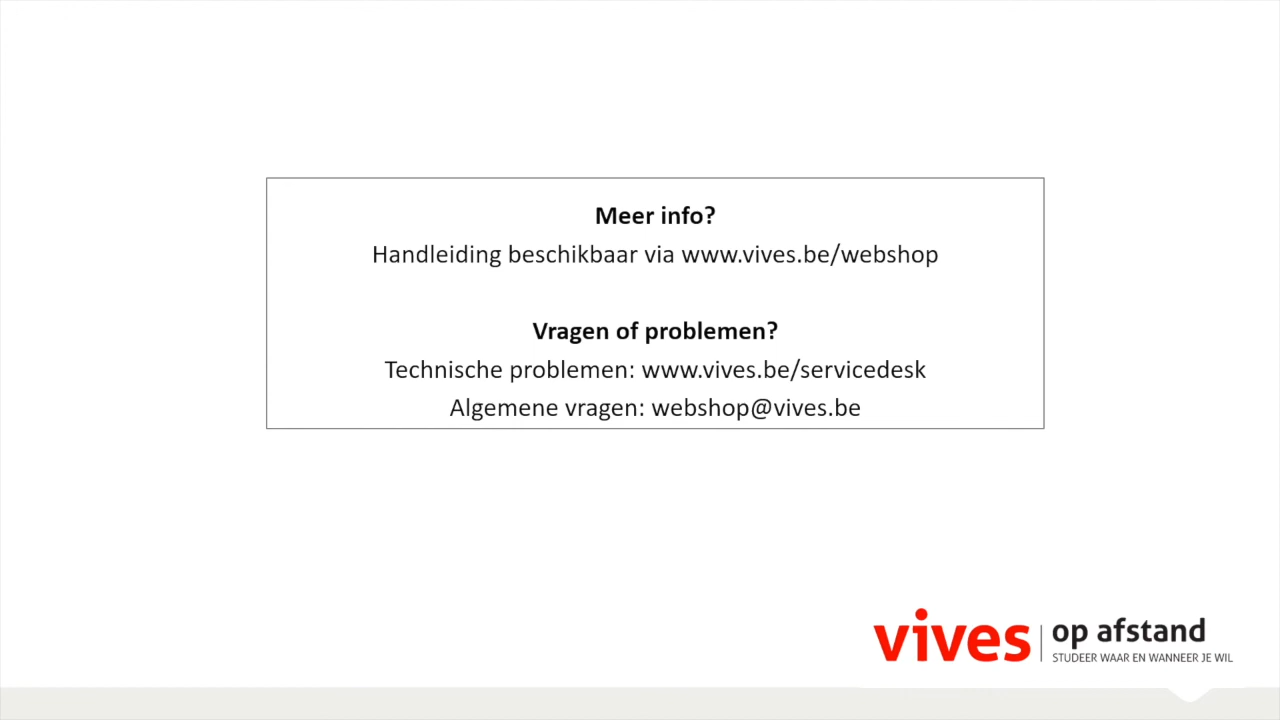 Meer info?
Handleiding beschikbaar via www.vives.be/webshop
Vragen of problemen?
Technische problemen: www.vives.be/servicedesk
Algemene vragen: webshop@vives.be
vives op afstand
STUDEER WAAR EN WANNEER JE WIL